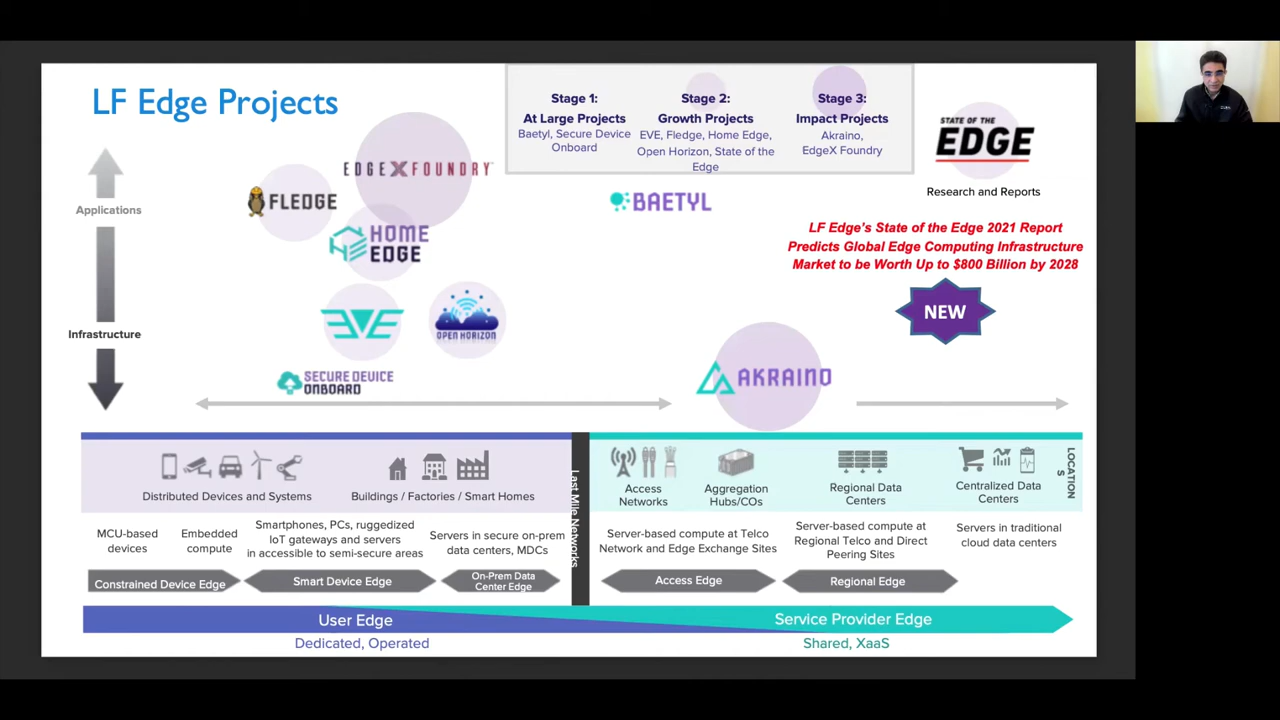 LF Edge Projects
Stage 1:
At Large Projects
Baetyl, Secure Device
Onboard
Stage 2:
Growth Projects
EVE, Fledge, Home Edge,
Open Horizon, State of the
Edge
Stage 3:
Impact Projects
Akraino,
EdgeX Foundry
STATE OF THE
EDGE
Research and Reports
LF Edge's State of the Edge 2021 Report
Predicts Global Edge Computing Infrastructure
Market to be Worth Up to $800 Billion by 2028
NEW
Applications
Infrastructure
EDGE X FOUNDRY
FLEDGE
HOME
EDGE
BAETYL
EVE
OPEN HORIZON
SECURE DEVICE
ONBOARD
AKRAINO
Distributed Devices and Systems
Buildings / Factories / Smart Homes
Last Mile Networks
Access
Networks
Aggregation
Hubs/COs
Regional Data
Centers
Centralized Data
Centers
LOCATION
S
MCU-based
devices
Embedded
compute
Smartphones, PCs, ruggedized
IoT gateways and servers
in accessible to semi-secure areas
Servers in secure on-prem
data centers, MDCs
Server-based compute at Telco
Network and Edge Exchange Sites
Server-based compute at
Regional Telco and Direct
Peering Sites
Servers in traditional
cloud data centers
Constrained Device Edge
Smart Device Edge
On-Prem Data
Center Edge
Access Edge
Regional Edge
User Edge
Service Provider Edge
Dedicated, Operated
Shared, XaaS